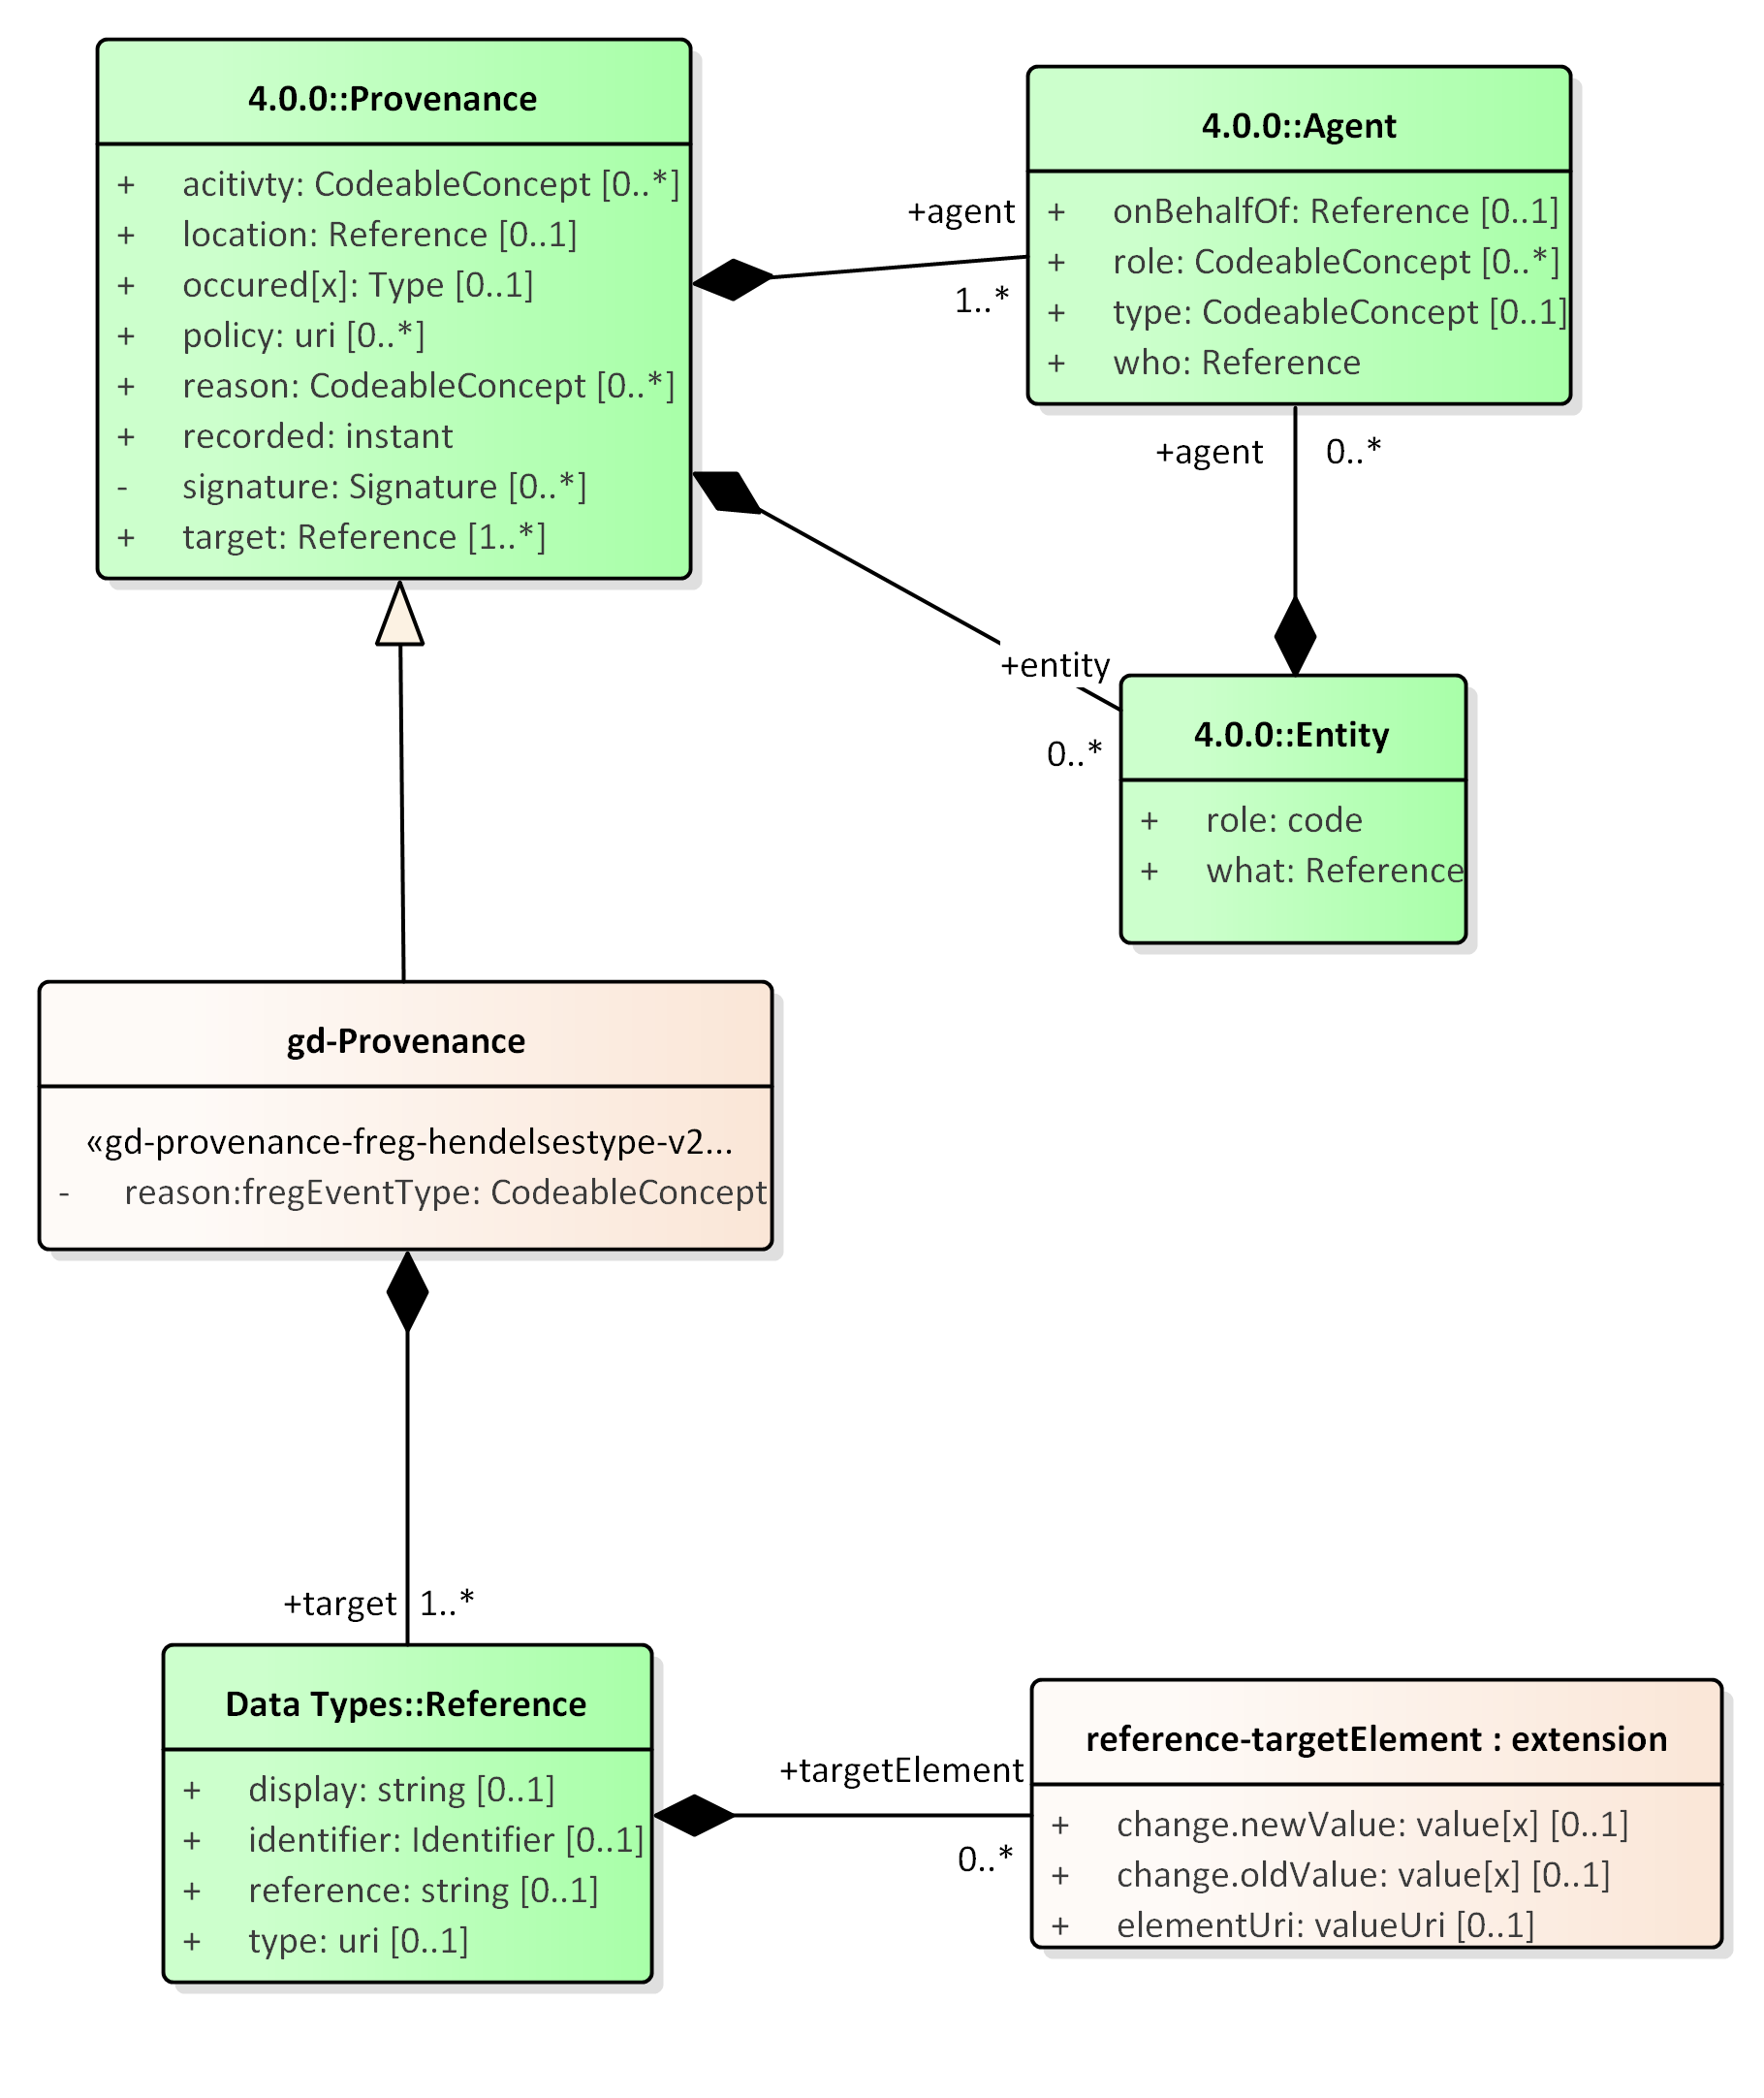 4.0.0::Provenance
+ acitivty: CodeableConcept [0..*]
+ location: Reference [0..1]
+ occured[x]: Type [0..1]
+ policy: uri [0..*]
+ reason: CodeableConcept [0..*]
+ recorded: instant
- signature: Signature [0..*]
+ target: Reference [1..*]
+agent
1..*
4.0.0::Agent
+ onBehalfOf: Reference [0..1]
+ role: CodeableConcept [0..*]
+ type: CodeableConcept [0..1]
+ who: Reference
+agent 0..*
+entity
0..*
4.0.0::Entity
+ role: code
+ what: Reference
gd-Provenance
«gd-provenance-freg-hendelsestype-v2...
- reason:fregEventType: CodeableConcept
+target 1..*
Data Types::Reference
+ display: string [0..1]
+ identifier: Identifier [0..1]
+ reference: string [0..1]
+ type: uri [0..1]
+targetElement
0..*
reference-targetElement : extension
+ change.newValue: value[x] [0..1]
+ change.oldValue: value[x] [0..1]
+ elementUri: valueUri [0..1]